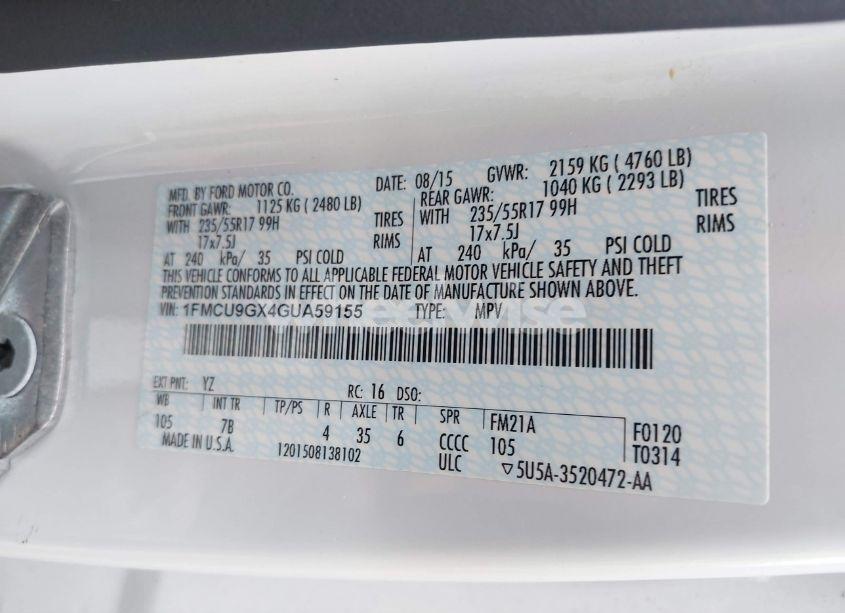 MFD. BY FORD MOTOR CO. DATE: 08/15 GVWR: 2159 KG ( 4760 LB)
FRONT GAWR: 1125 KG ( 2480 LB) REAR GAWR: 1040 KG ( 2293 LB)
WITH 235/55R17 99H TIRES WITH 235/55R17 99H TIRES
17x7.5J RIMS 17x7.5J RIMS
AT 240 kPa/ 35 PSI COLD AT 240 kPa/ 35 PSI COLD
THIS VEHICLE CONFORMS TO ALL APPLICABLE FEDERAL MOTOR VEHICLE SAFETY AND THEFT
PREVENTION STANDARDS IN EFFECT ON THE DATE OF MANUFACTURE SHOWN ABOVE.
VIN: 1FMCU9GX4GUA59155 TYPE: MPV
EXT PNT: YZ RC: 16 DSO:
WB INT TR TP/PS R AXLE TR SPR FM21A
105 7B 4 35 6 CCCC 105 F0120
MADE IN U.S.A. 1201508138102 ULC T0314
▽5U5A-3520472-AA